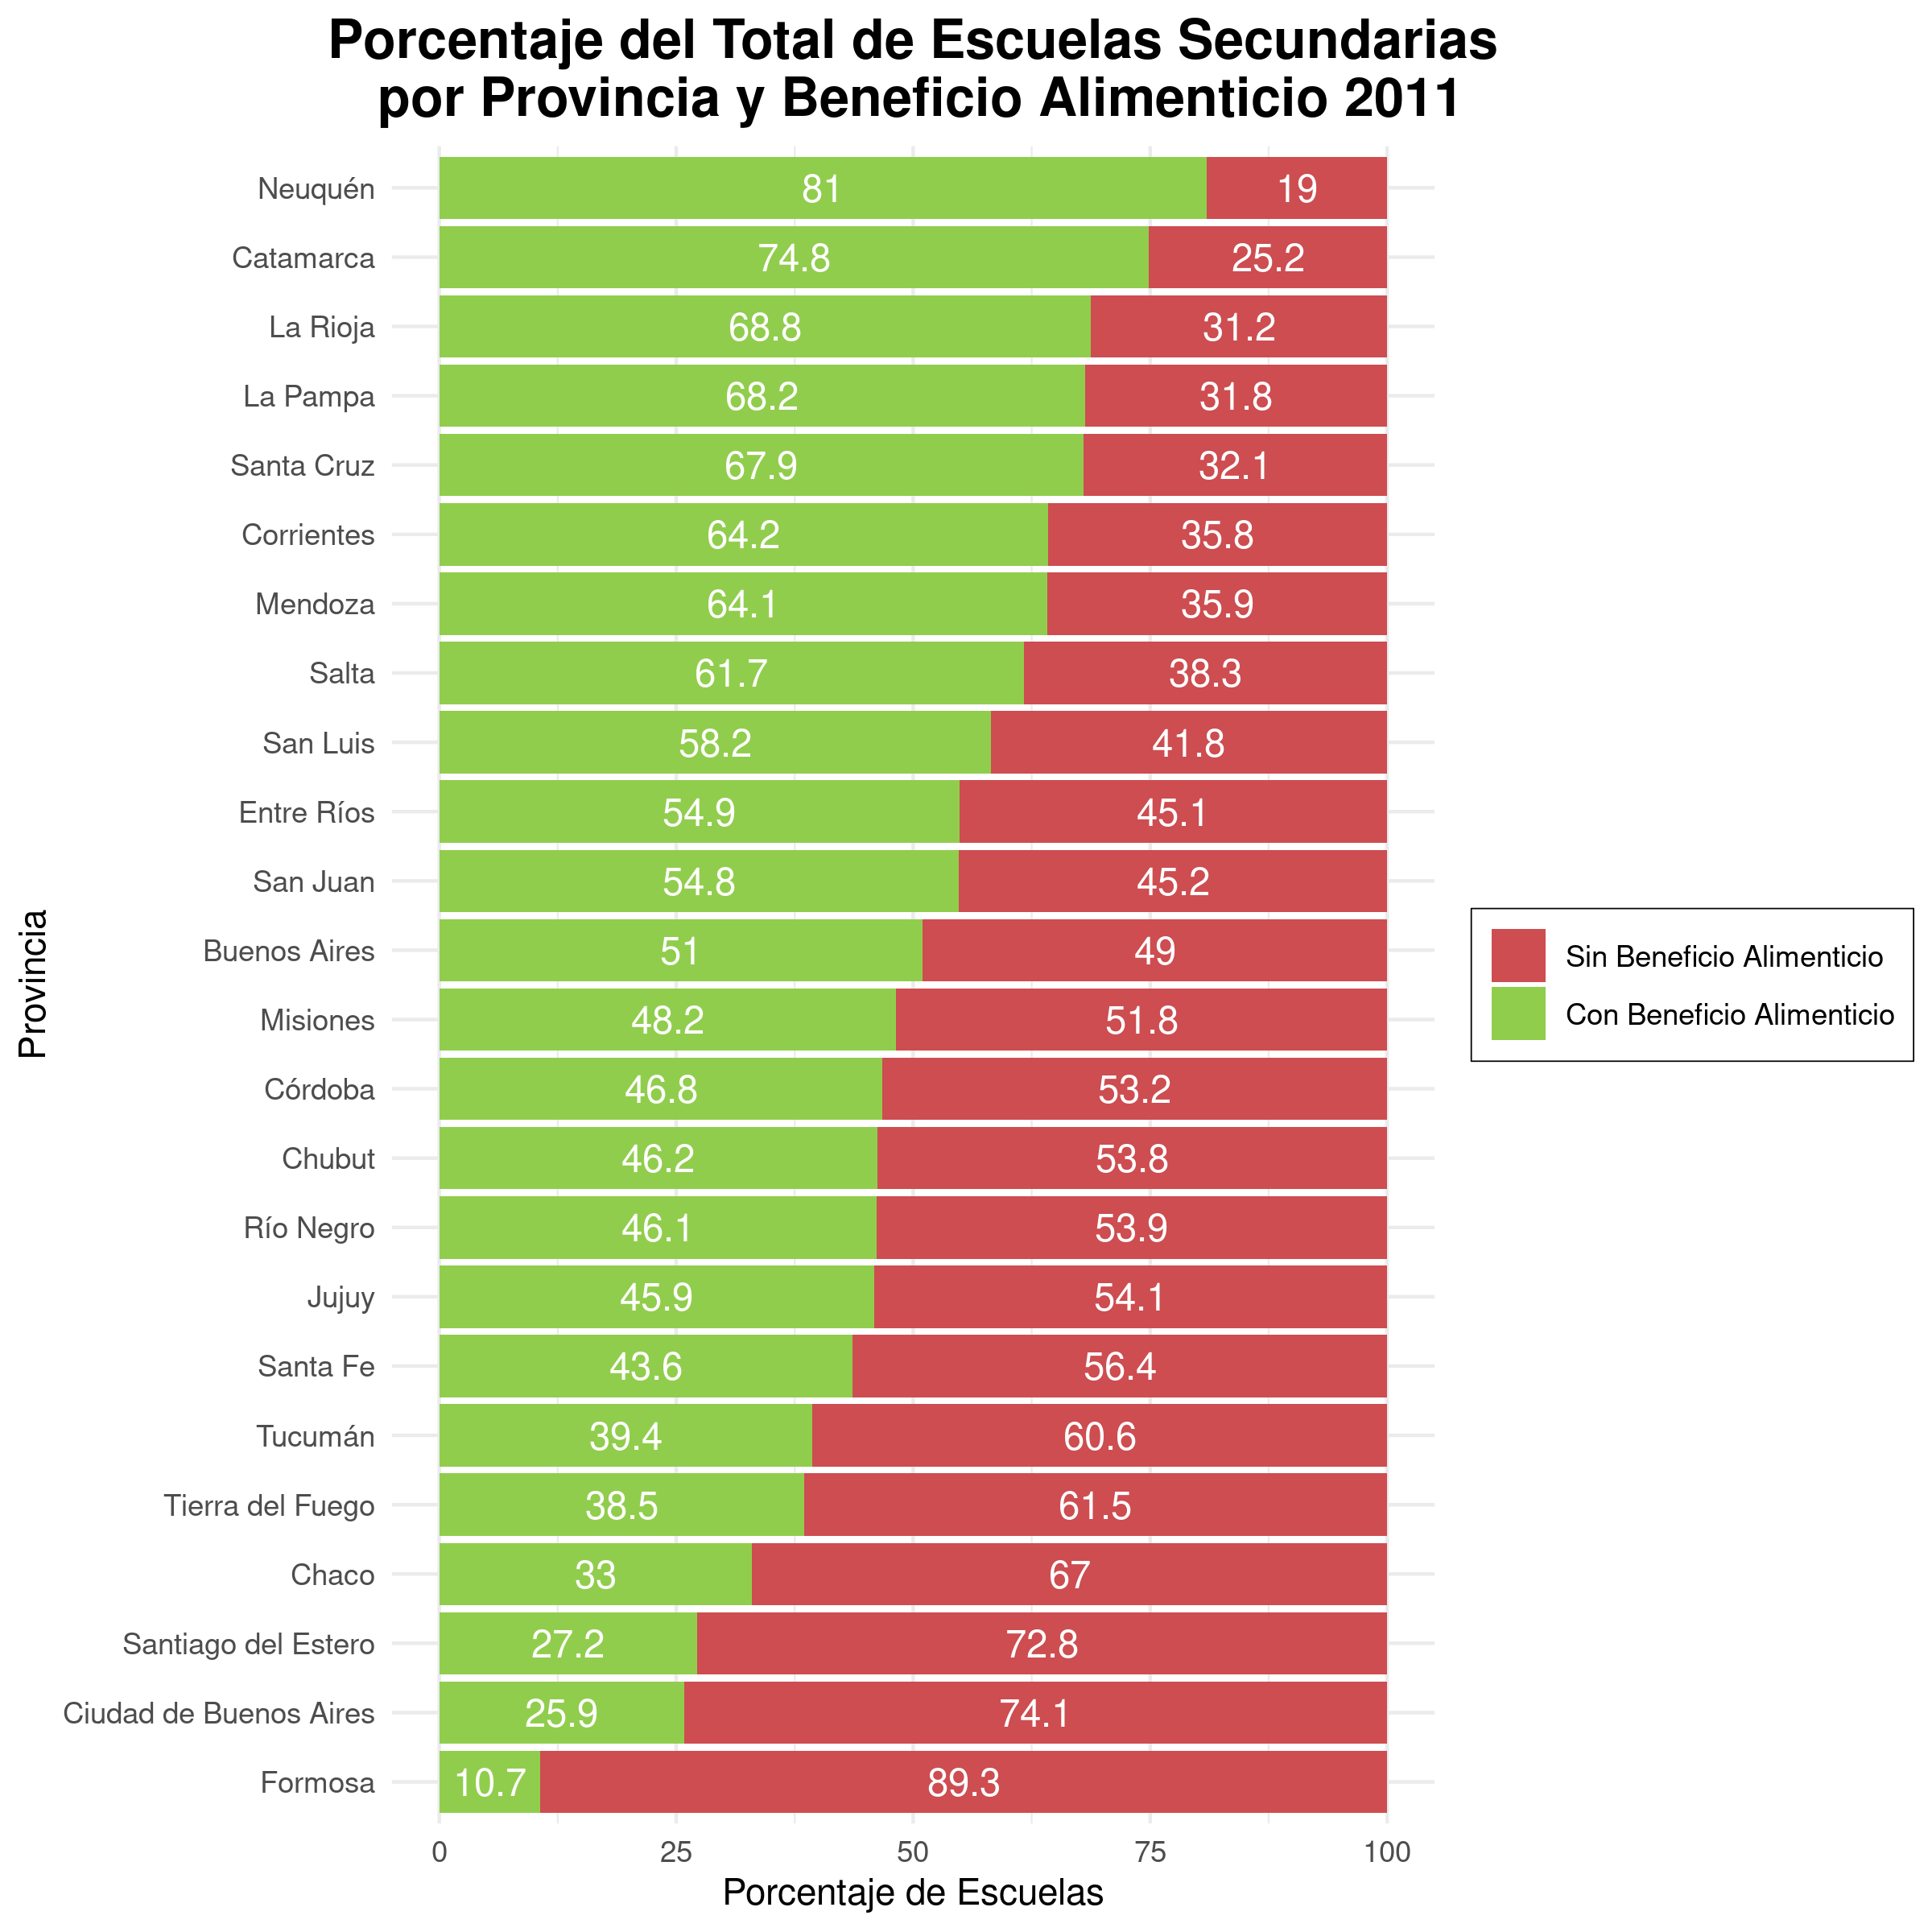 Porcentaje del Total de Escuelas Secundarias
por Provincia y Beneficio Alimenticio 2011
Neuquén 81 19
Catamarca 74.8 25.2
La Rioja 68.8 31.2
La Pampa 68.2 31.8
Santa Cruz 67.9 32.1
Corrientes 64.2 35.8
Mendoza 64.1 35.9
Salta 61.7 38.3
San Luis 58.2 41.8
Entre Ríos 54.9 45.1
San Juan 54.8 45.2
Buenos Aires 51 49
Misiones 48.2 51.8
Córdoba 46.8 53.2
Chubut 46.2 53.8
Río Negro 46.1 53.9
Jujuy 45.9 54.1
Santa Fe 43.6 56.4
Tucumán 39.4 60.6
Tierra del Fuego 38.5 61.5
Chaco 33 67
Santiago del Estero 27.2 72.8
Ciudad de Buenos Aires 25.9 74.1
Formosa 10.7 89.3
0 25 50 75 100
Porcentaje de Escuelas
Provincia
Sin Beneficio Alimenticio
Con Beneficio Alimenticio